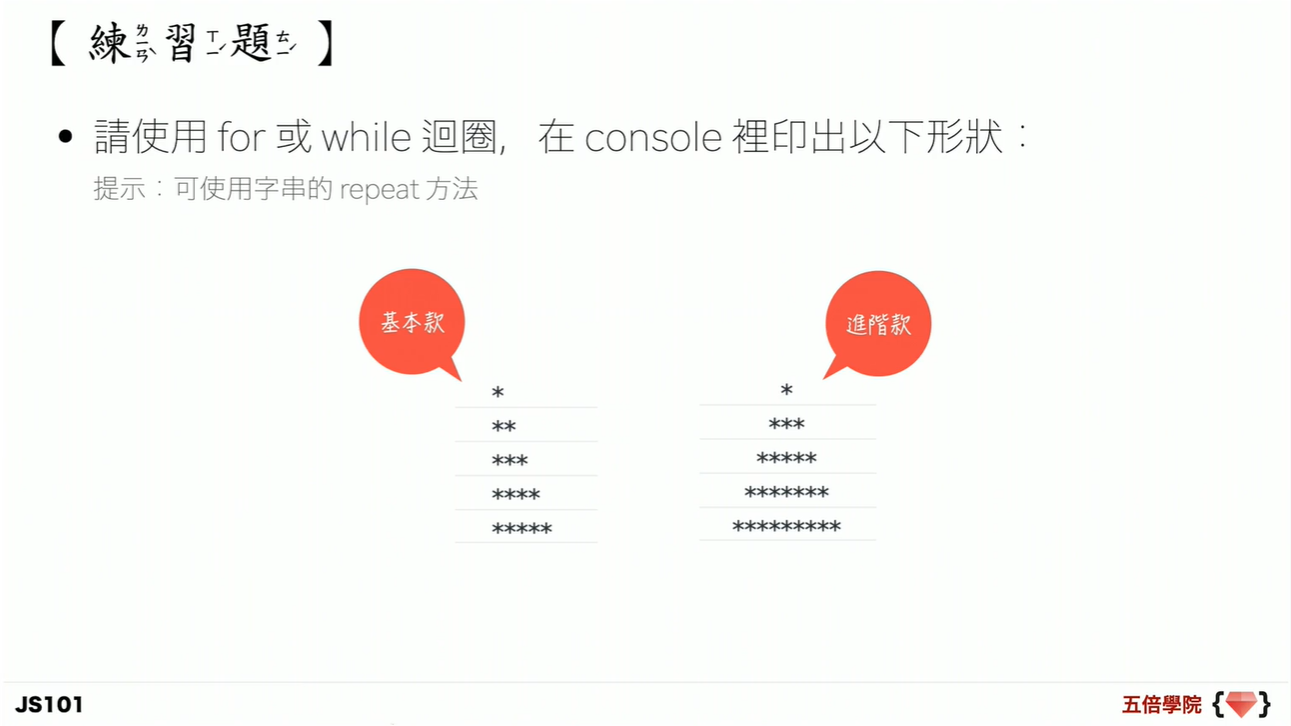 【 練ㄌㄧㄢˋ習ㄒㄧˊ題ㄊㄧˊ 】
• 請使用 for 或 while 迴圈，在 console 裡印出以下形狀：
提示：可使用字串的 repeat 方法
基本款
*
**
***
****
*****
進階款
*
***
*****
*******
*********
JS101
五倍學院 { }